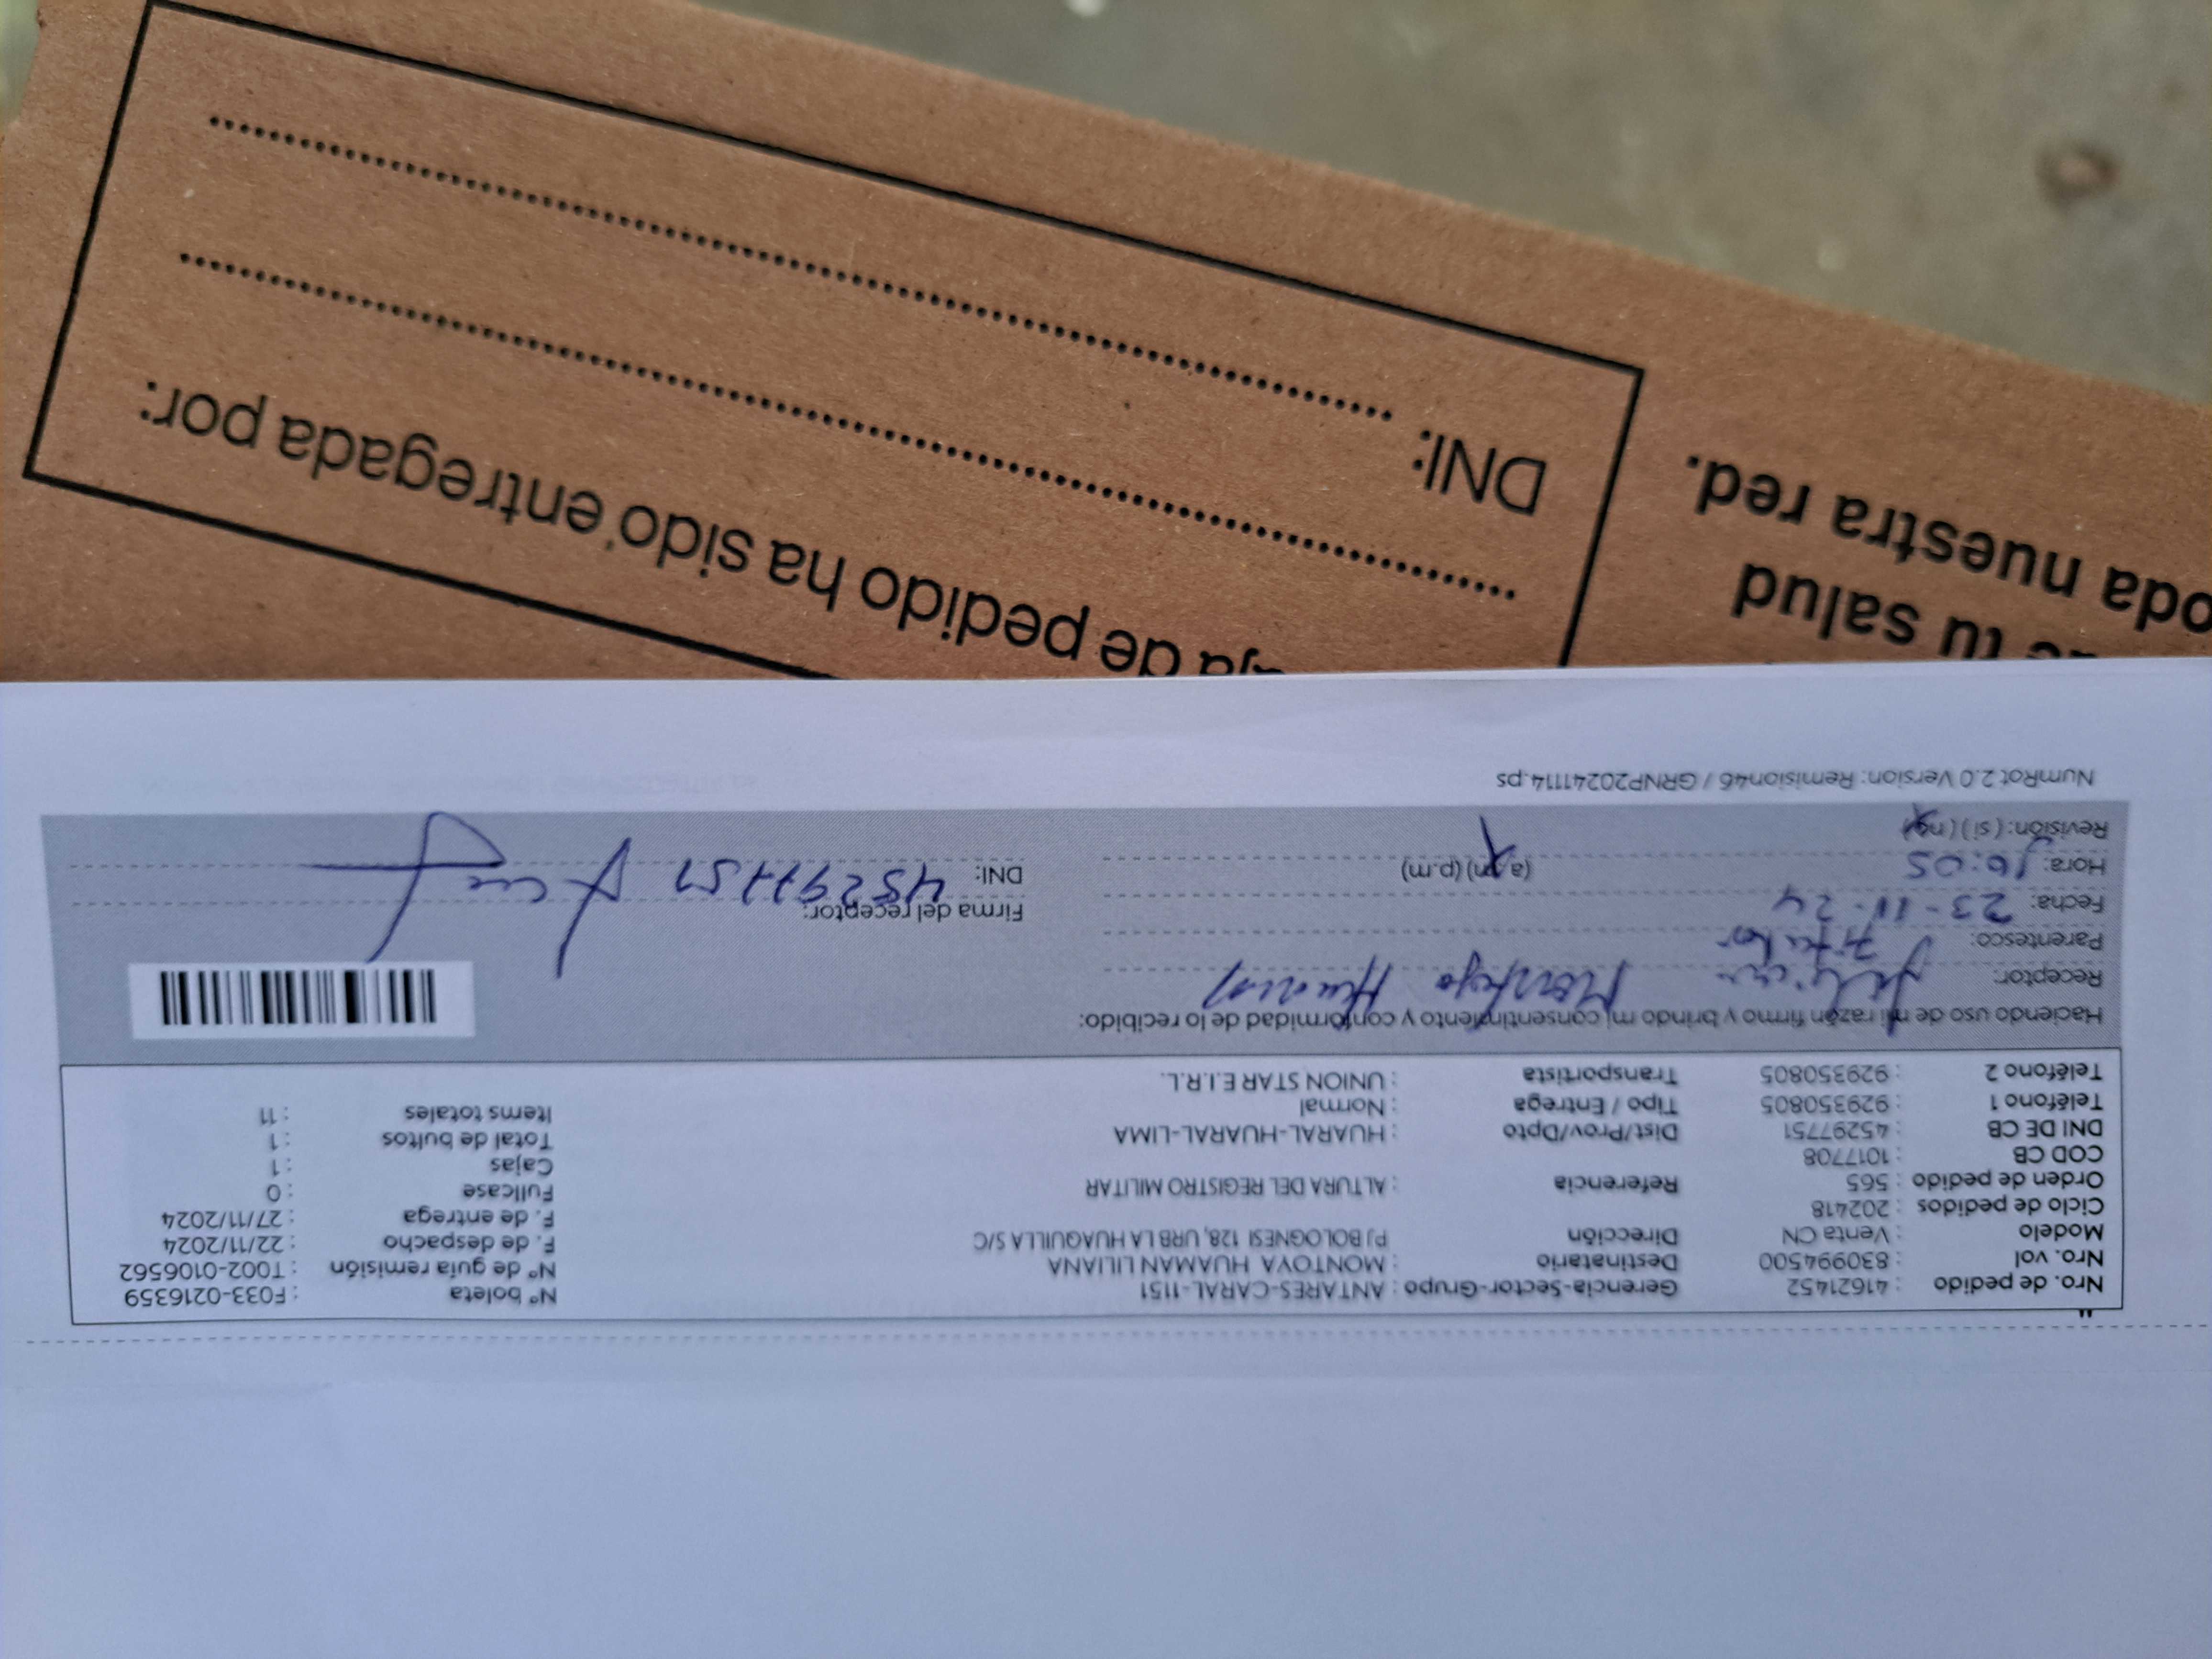 Nro. de pedido : 41621452 Gerencia-Sector-Grupo : ANTARES-CARAL-1151 N° boleta : F033-0216359
Nro. vol : 830994500 Destinatario : MONTOYA HUAMAN LILIANA N° de guía remisión : T002-0106562
Modelo : Venta CN Dirección PJ BOLOGNESI 128, URB LA HUAQUILLA S/C F. de despacho : 22/11/2024
Ciclo de pedidos : 202418 F. de entrega : 27/11/2024
Orden de pedido : 565 Referencia : ALTURA DEL REGISTRO MILITAR Fullcase : 0
COD CB : 1017708 Cajas : 1
DNI DE CB : 45297751 Dist/Prov/Dpto : HUARAL-HUARAL-LIMA Total de bultos : 1
Teléfono 1 : 929350805 Tipo / Entrega : Normal Items totales : 11
Teléfono 2 : 929350805 Transportista : UNION STAR E.I.R.L.
Haciendo uso de mi razón firmo y brindo mi consentimiento y conformidad de lo recibido:
Receptor: Montoya
Parentesco: Titular
Fecha: 23-11-24 Firma del receptor:
Hora: 10:05 (a.m) (p.m) DNI: 45297751
Revisión: (si) (no)
NumRot 2.0 Version: Remision46 / GRNP20241114.ps
de pedido ha sido entregada por:
DNI:
tu salud
nuestra red.